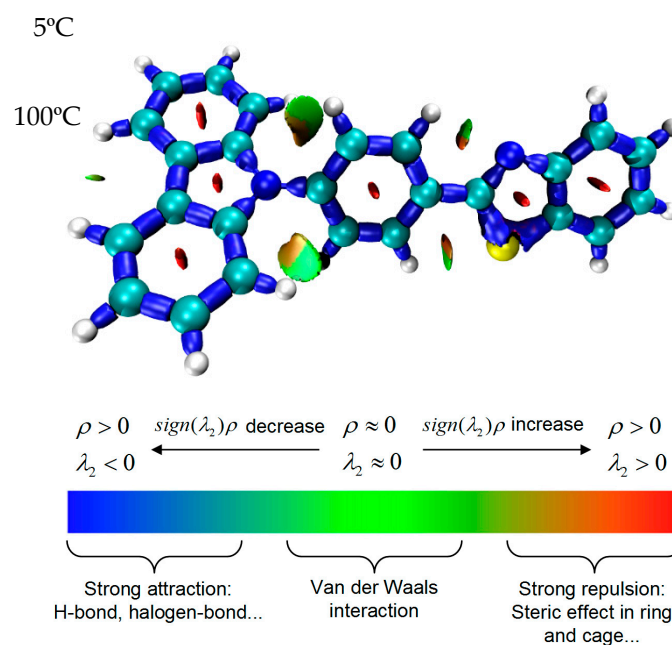 5ºC
100ºC
ρ > 0 sign(λ₂)ρ decrease ρ ≈ 0 sign(λ₂)ρ increase ρ > 0
λ₂ < 0 λ₂ ≈ 0 λ₂ > 0
Strong attraction: Van der Waals Strong repulsion:
H-bond, halogen-bond... interaction Steric effect in ring
and cage...